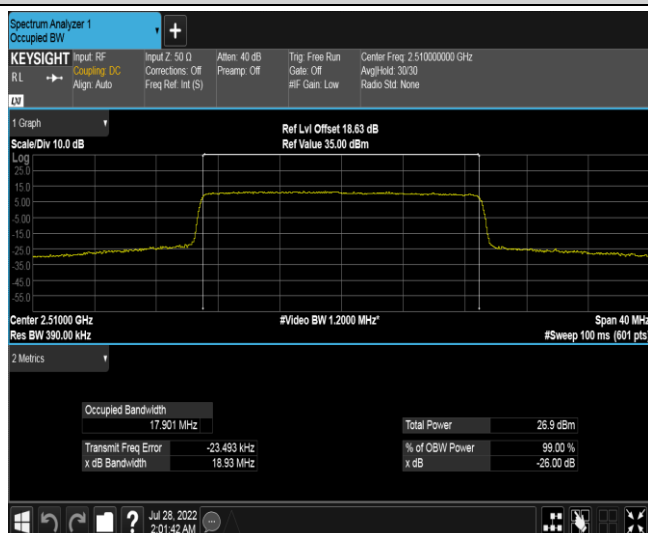 Spectrum Analyzer 1
Occupied BW
+
KEYSIGHT
R L
LXI
Input: RF
Coupling: DC
Align: Auto
Input Z: 50 Ω
Corrections: Off
Freq Ref: Int (S)
Atten: 40 dB
Preamp: Off
Trig: Free Run
Gate: Off
#IF Gain: Low
Center Freq: 2.510000000 GHz
Avg|Hold: 30/30
Radio Std: None
1 Graph
Scale/Div 10.0 dB
Ref Lvl Offset 18.63 dB
Ref Value 35.00 dBm
Log
25.0
15.0
5.00
-5.00
-15.0
-25.0
-35.0
-45.0
-55.0
Center 2.51000 GHz
Res BW 390.00 kHz
#Video BW 1.2000 MHz*
Span 40 MHz
#Sweep 100 ms (601 pts)
2 Metrics
Occupied Bandwidth
17.901 MHz
Transmit Freq Error -23.493 kHz
x dB Bandwidth 18.93 MHz
Total Power 26.9 dBm
% of OBW Power 99.00 %
x dB -26.00 dB
?
Jul 28, 2022
2:01:42 AM